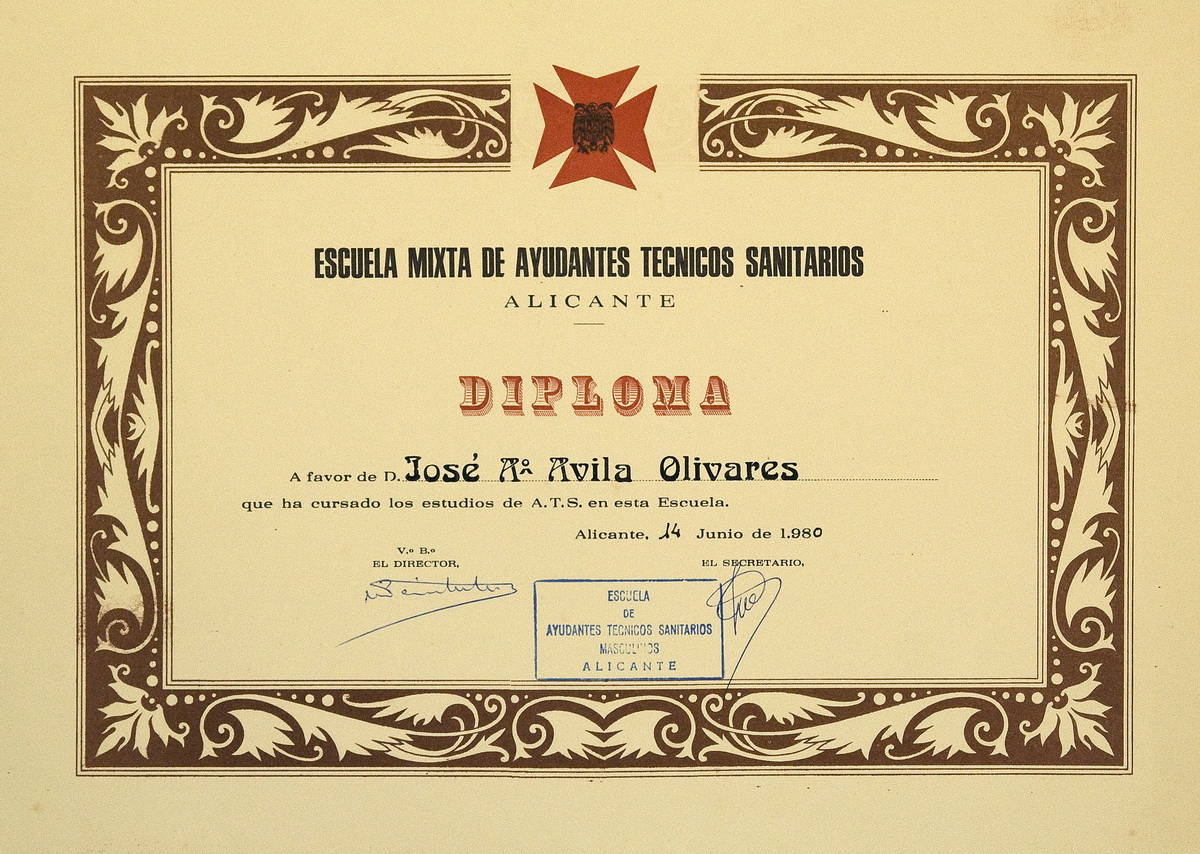 ESCUELA MIXTA DE AYUDANTES TECNICOS SANITARIOS
ALICANTE
DIPLOMA
A favor de D. José Aª Avila Olivares
que ha cursado los estudios de A.T.S. en esta Escuela.
Alicante, 14 Junio de 1.980
V.º B.º
EL DIRECTOR,
EL SECRETARIO,
ESCUELA
DE
AYUDANTES TECNICOS SANITARIOS
MASCULINOS
ALICANTE